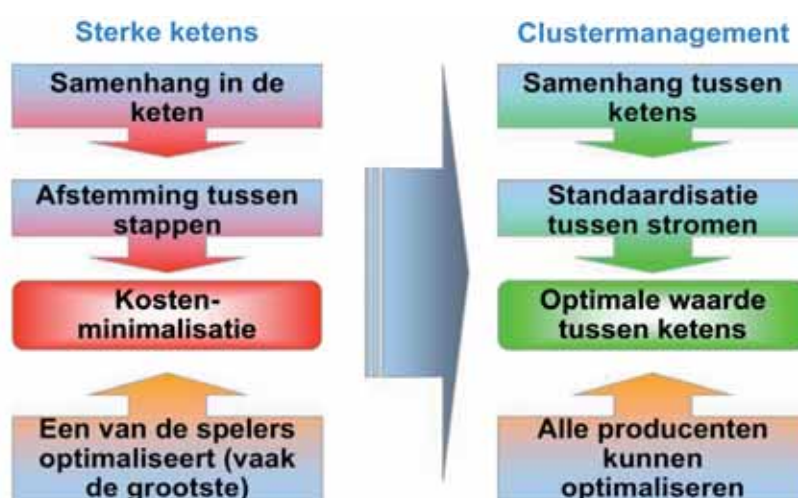 Sterke ketens
Samenhang in de
keten
Afstemming tussen
stappen
Kosten-
minimalisatie
Een van de spelers
optimaliseert (vaak
de grootste)
Clustermanagement
Samenhang tussen
ketens
Standaardisatie
tussen stromen
Optimale waarde
tussen ketens
Alle producenten
kunnen
optimaliseren